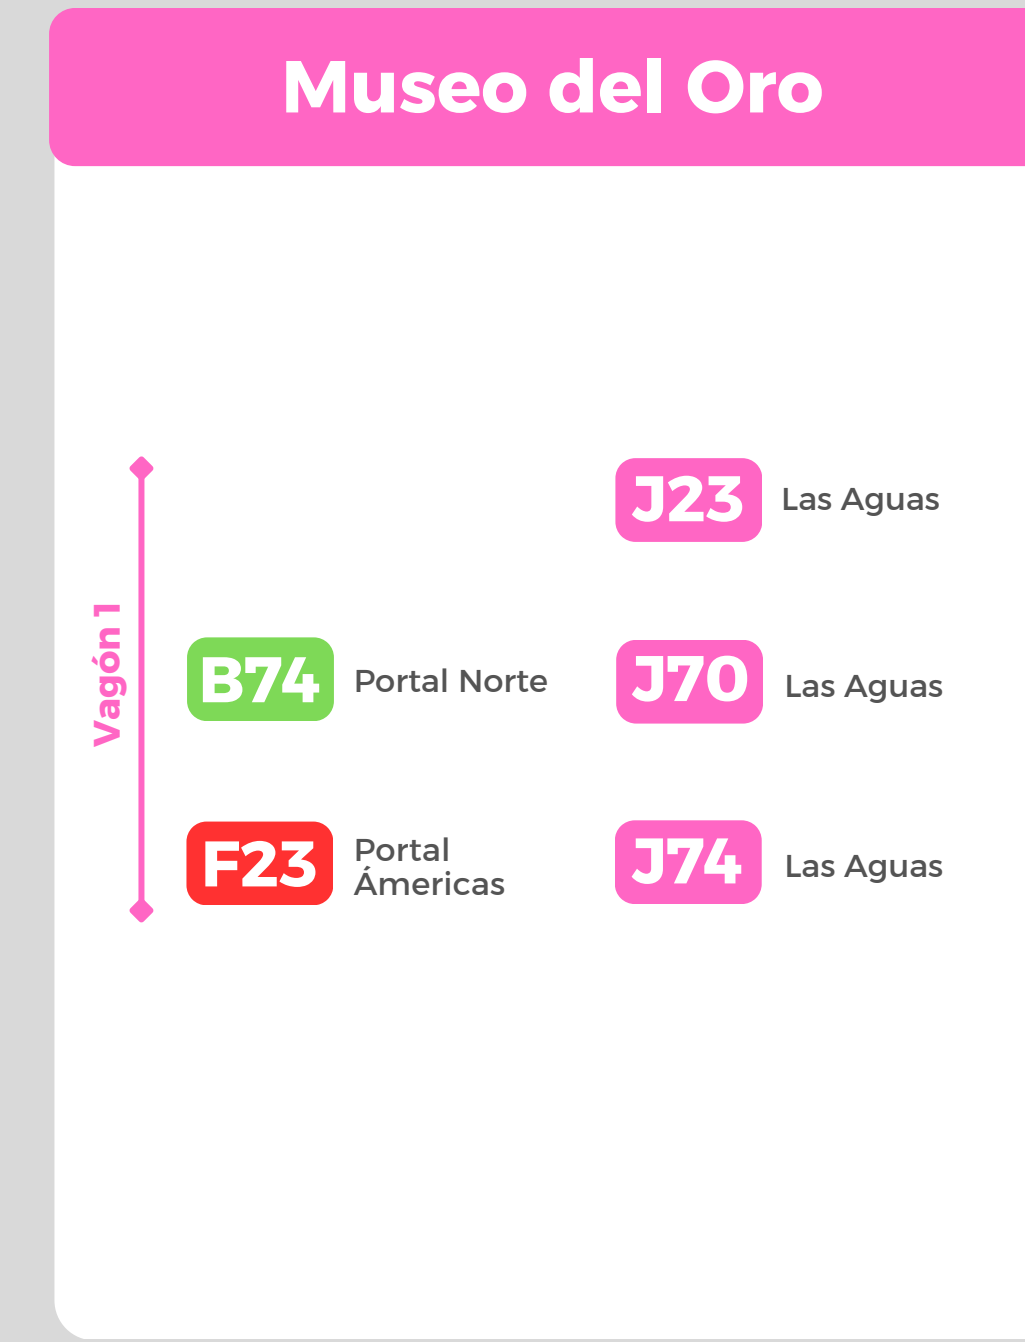 Museo del Oro
Vagón 1
J23 Las Aguas
B74 Portal Norte
J70 Las Aguas
F23 Portal
Ámericas
J74 Las Aguas